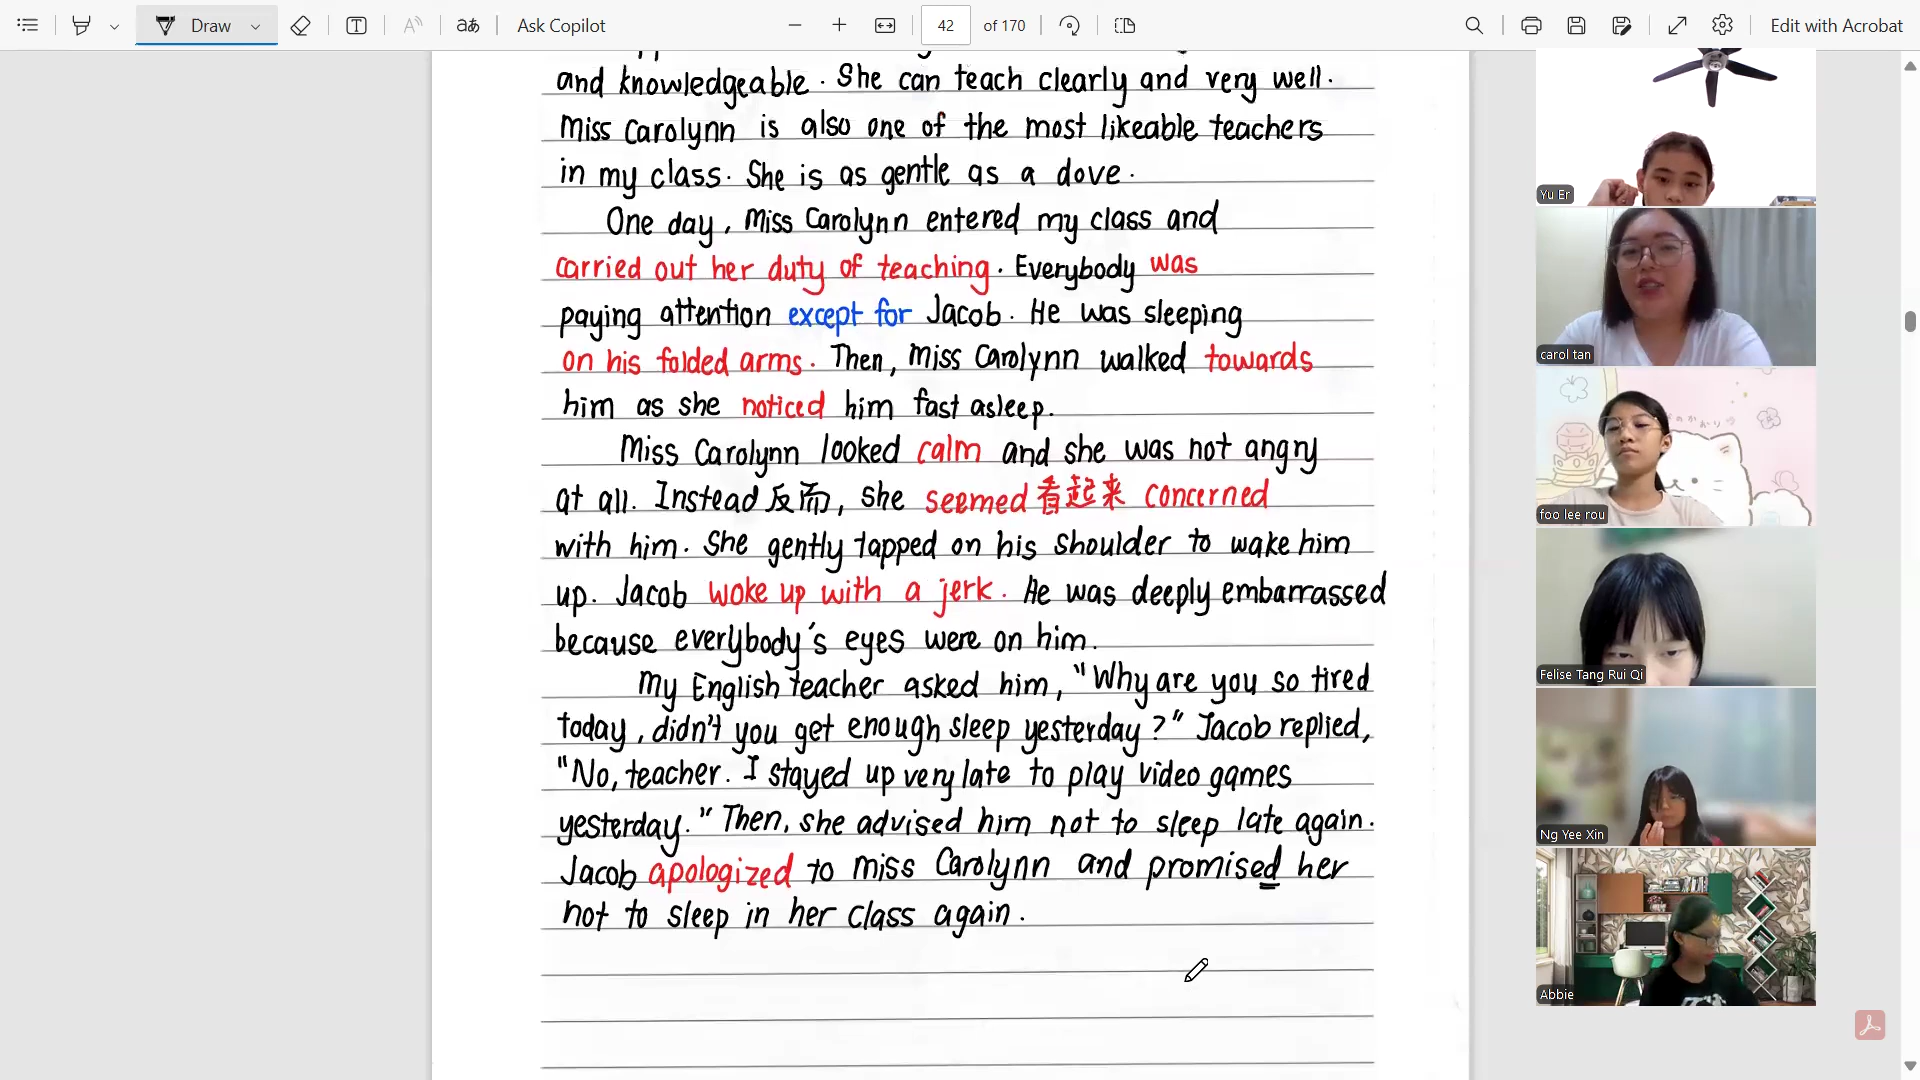 Draw
Ask Copilot
42 of 170
Edit with Acrobat
and knowledgeable. She can teach clearly and very well.
Miss Carolynn is also one of the most likeable teachers
in my class. She is as gentle as a dove.
One day, Miss Carolynn entered my class and
carried out her duty of teaching. Everybody was
paying attention except for Jacob. He was sleeping
on his folded arms. Then, Miss Carolynn walked towards
him as she noticed him fast asleep.
Miss Carolynn looked calm and she was not angry
at all. Instead 反而, she seemed 看起来 concerned
with him. She gently tapped on his shoulder to wake him
up. Jacob woke up with a jerk. He was deeply embarrassed
because everybody's eyes were on him.
My English teacher asked him, "Why are you so tired
today, didn't you get enough sleep yesterday?" Jacob replied,
"No, teacher. I stayed up very late to play video games
yesterday." Then, she advised him not to sleep late again.
Jacob apologized to Miss Carolynn and promised her
not to sleep in her class again.
Yu Er
carol tan
foo lee rou
Felise Tang Rui Qi
Ng Yee Xin
Abbie